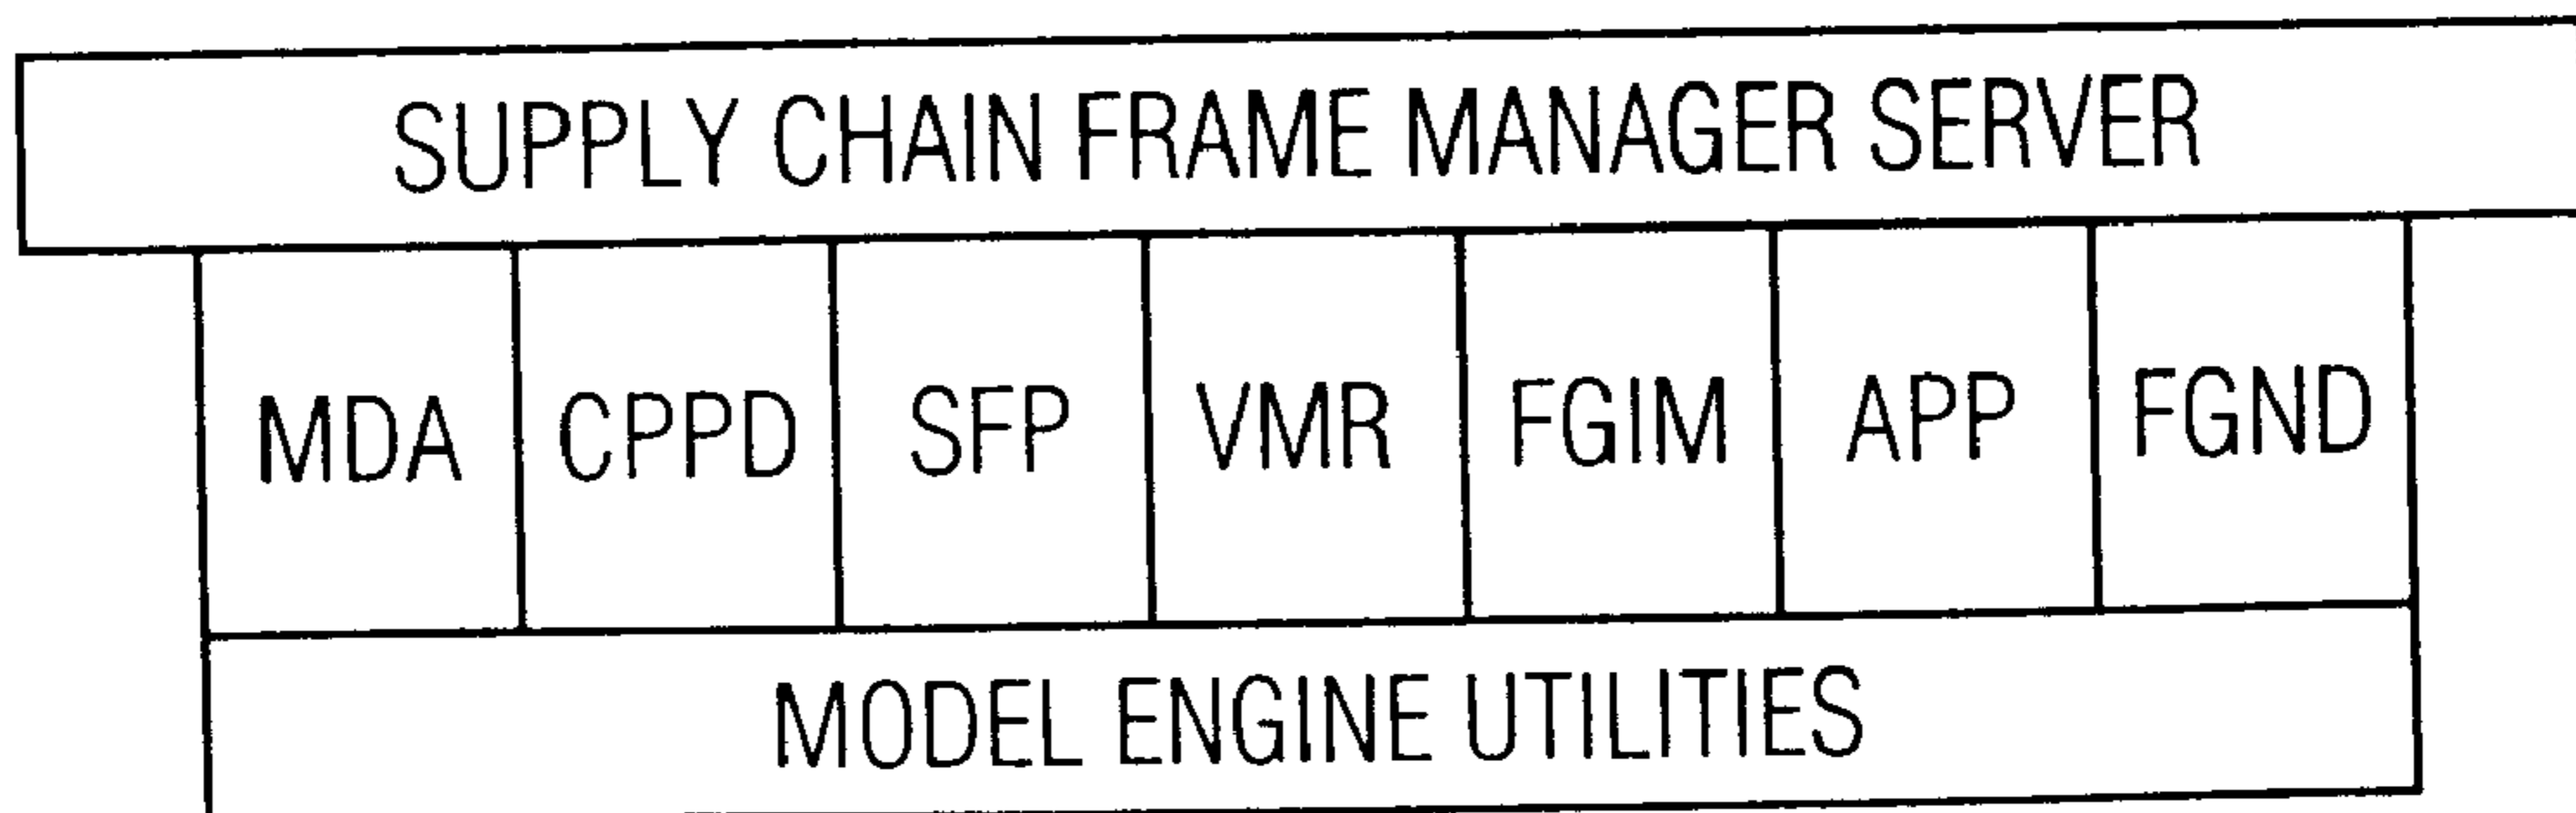 SUPPLY CHAIN FRAME MANAGER SERVER
MDA CPPD SFP VMR FGIM APP FGND
MODEL ENGINE UTILITIES